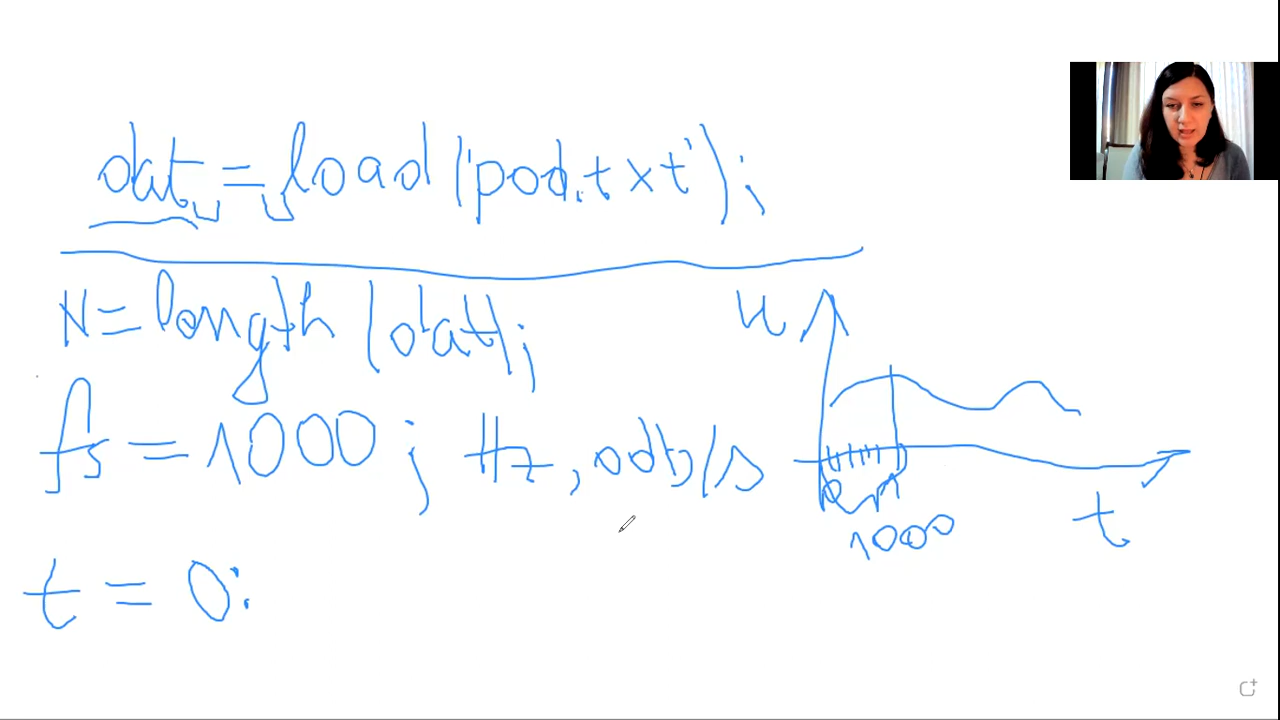 dat = load('pod.txt');
N = length(dat);
fs = 1000; Hz, odb/s
u
1000
t
t = 0: